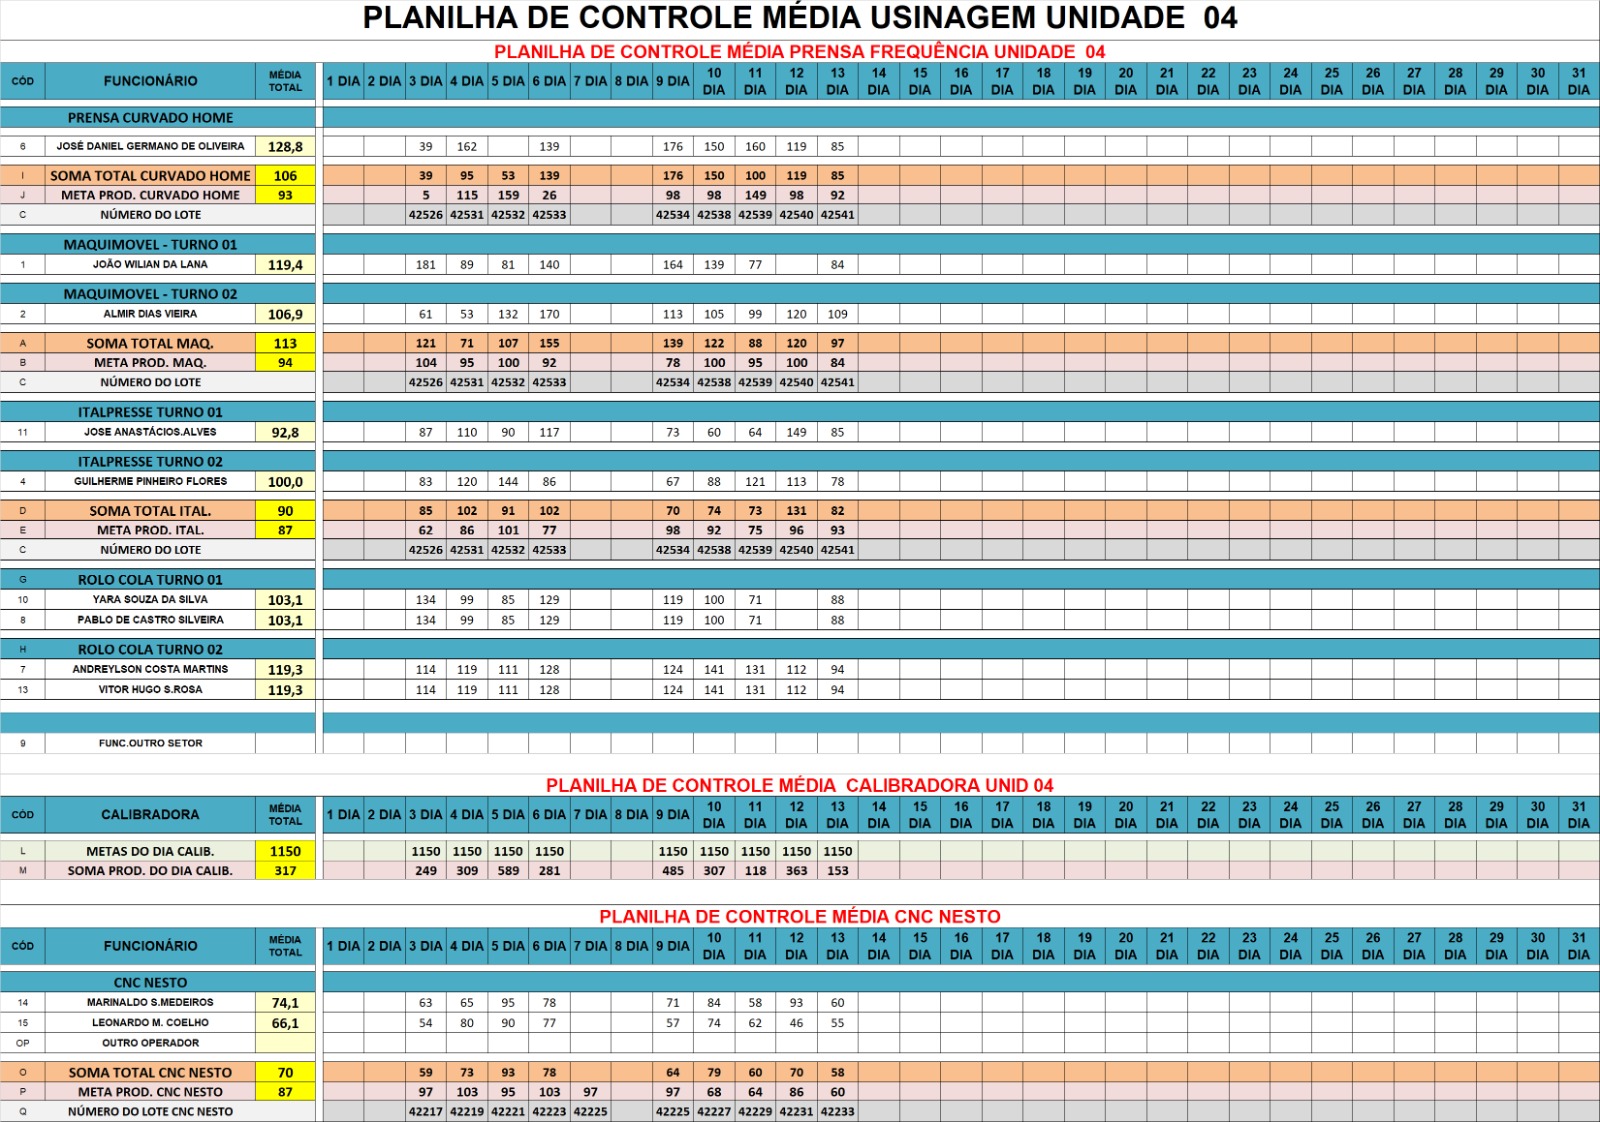 PLANILHA DE CONTROLE MÉDIA USINAGEM UNIDADE 04
PLANILHA DE CONTROLE MÉDIA PRENSA FREQUÊNCIA UNIDADE 04
CÓD FUNCIONÁRIO MÉDIA TOTAL 1 DIA 2 DIA 3 DIA 4 DIA 5 DIA 6 DIA 7 DIA 8 DIA 9 DIA 10 DIA 11 DIA 12 DIA 13 DIA 14 DIA 15 DIA 16 DIA 17 DIA 18 DIA 19 DIA 20 DIA 21 DIA 22 DIA 23 DIA 24 DIA 25 DIA 26 DIA 27 DIA 28 DIA 29 DIA 30 DIA 31 DIA
PRENSA CURVADO HOME
6 JOSÉ DANIEL GERMANO DE OLIVEIRA 128,8 39 162 139 176 150 160 119 85
I SOMA TOTAL CURVADO HOME 106 39 95 53 139 176 150 100 119 85
J META PROD. CURVADO HOME 93 5 115 159 26 98 98 149 98 92
C NÚMERO DO LOTE 42526 42531 42532 42533 42534 42538 42539 42540 42541
MAQUIMOVEL - TURNO 01
1 JOÃO WILIAN DA LANA 119,4 181 89 81 140 164 139 77 84
MAQUIMOVEL - TURNO 02
2 ALMIR DIAS VIEIRA 106,9 61 53 132 170 113 105 99 120 109
A SOMA TOTAL MAQ. 113 121 71 107 155 139 122 88 120 97
B META PROD. MAQ. 94 104 95 100 92 78 100 95 100 84
C NÚMERO DO LOTE 42526 42531 42532 42533 42534 42538 42539 42540 42541
ITALPRESSE TURNO 01
11 JOSE ANASTÁCIOS.ALVES 92,8 87 110 90 117 73 60 64 149 85
ITALPRESSE TURNO 02
4 GUILHERME PINHEIRO FLORES 100,0 83 120 144 86 67 88 121 113 78
D SOMA TOTAL ITAL. 90 85 102 91 102 70 74 73 131 82
E META PROD. ITAL. 87 62 86 101 77 98 92 75 96 93
C NÚMERO DO LOTE 42526 42531 42532 42533 42534 42538 42539 42540 42541
G ROLO COLA TURNO 01
10 YARA SOUZA DA SILVA 103,1 134 99 85 129 119 100 71 88
8 PABLO DE CASTRO SILVEIRA 103,1 134 99 85 129 119 100 71 88
H ROLO COLA TURNO 02
7 ANDREYLSON COSTA MARTINS 119,3 114 119 111 128 124 141 131 112 94
13 VITOR HUGO S.ROSA 119,3 114 119 111 128 124 141 131 112 94
9 FUNC.OUTRO SETOR
PLANILHA DE CONTROLE MÉDIA CALIBRADORA UNID 04
CÓD CALIBRADORA MÉDIA TOTAL 1 DIA 2 DIA 3 DIA 4 DIA 5 DIA 6 DIA 7 DIA 8 DIA 9 DIA 10 DIA 11 DIA 12 DIA 13 DIA 14 DIA 15 DIA 16 DIA 17 DIA 18 DIA 19 DIA 20 DIA 21 DIA 22 DIA 23 DIA 24 DIA 25 DIA 26 DIA 27 DIA 28 DIA 29 DIA 30 DIA 31 DIA
L METAS DO DIA CALIB. 1150 1150 1150 1150 1150 1150 1150 1150 1150 1150
M SOMA PROD. DO DIA CALIB. 317 249 309 589 281 485 307 118 363 153
PLANILHA DE CONTROLE MÉDIA CNC NESTO
CÓD FUNCIONÁRIO MÉDIA TOTAL 1 DIA 2 DIA 3 DIA 4 DIA 5 DIA 6 DIA 7 DIA 8 DIA 9 DIA 10 DIA 11 DIA 12 DIA 13 DIA 14 DIA 15 DIA 16 DIA 17 DIA 18 DIA 19 DIA 20 DIA 21 DIA 22 DIA 23 DIA 24 DIA 25 DIA 26 DIA 27 DIA 28 DIA 29 DIA 30 DIA 31 DIA
CNC NESTO
14 MARINALDO S.MEDEIROS 74,1 63 65 95 78 71 84 58 93 60
15 LEONARDO M. COELHO 66,1 54 80 90 77 57 74 62 46 55
OP OUTRO OPERADOR
O SOMA TOTAL CNC NESTO 70 59 73 93 78 64 79 60 70 58
P META PROD. CNC NESTO 87 97 103 95 103 97 97 68 64 86 60
Q NÚMERO DO LOTE CNC NESTO 42217 42219 42221 42223 42225 42225 42227 42229 42231 42233